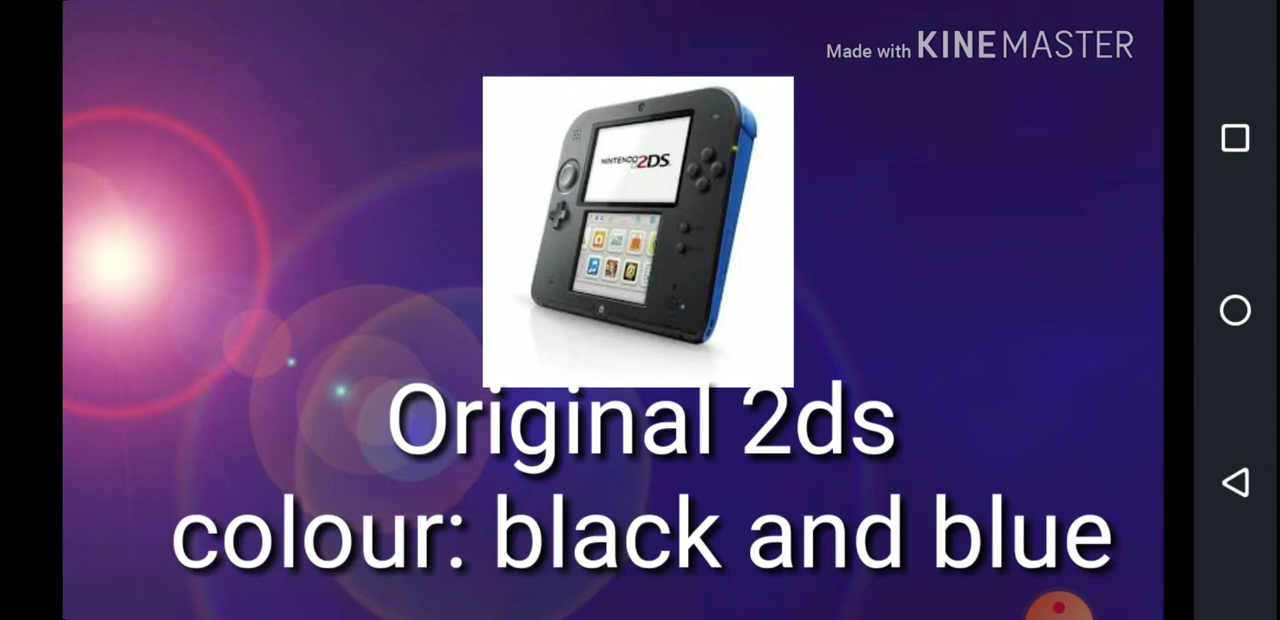 Made with KINEMASTER
NINTENDO 2DS
Original 2ds
colour: black and blue